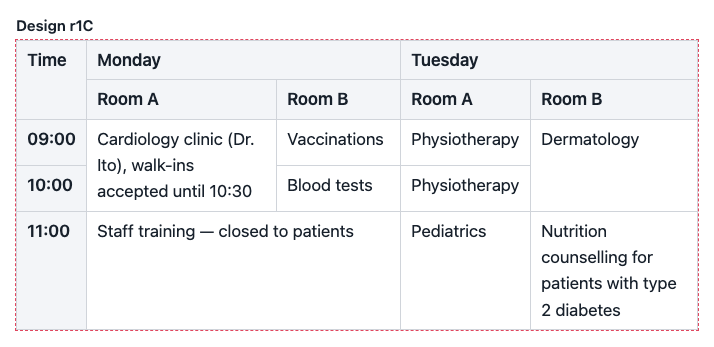 Design r1C
Time Monday Tuesday
Room A Room B Room A Room B
09:00 Cardiology clinic (Dr. Vaccinations Physiotherapy Dermatology
Ito), walk-ins
10:00 accepted until 10:30 Blood tests Physiotherapy
11:00 Staff training — closed to patients Pediatrics Nutrition
counselling for
patients with type
2 diabetes